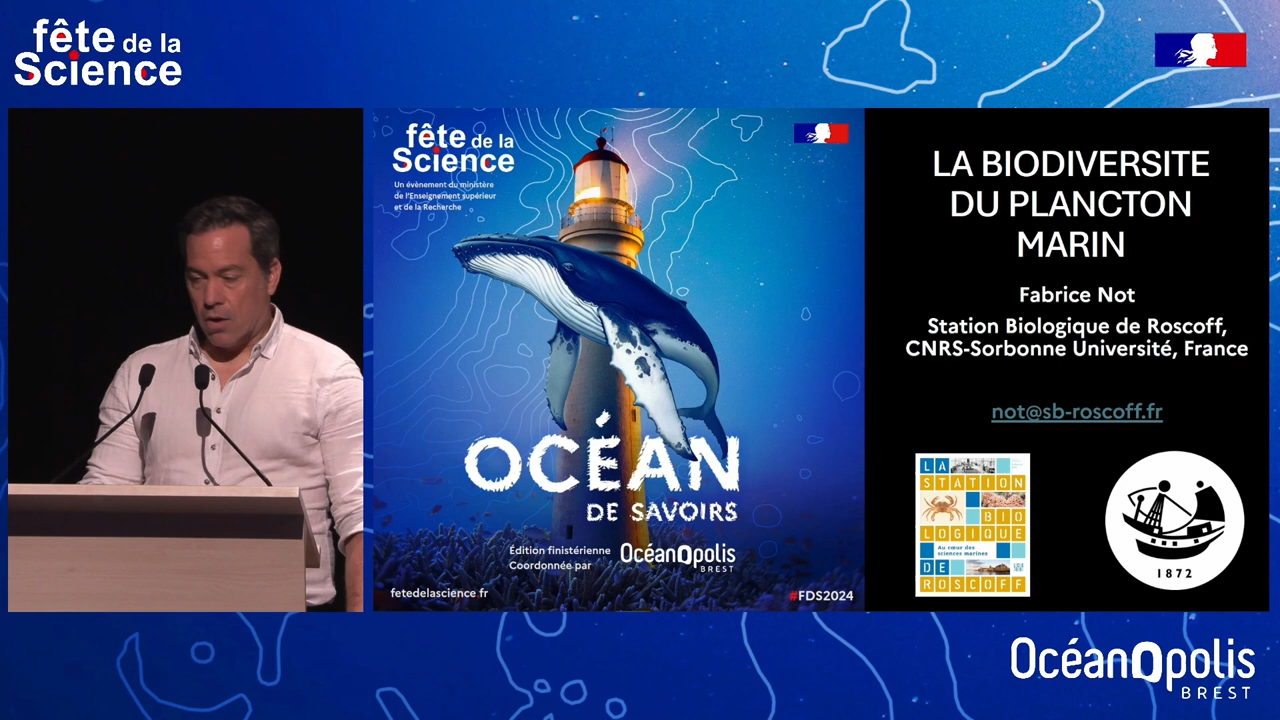 fête de la
Science
fête de la
Science
Un évènement du ministère
de l'Enseignement supérieur
et de la Recherche
OCÉAN
DE SAVOIRS
Édition finistérienne
Coordonnée par
Océanopolis
BREST
fetedelascience.fr
#FDS2024
LA BIODIVERSITE
DU PLANCTON
MARIN
Fabrice Not
Station Biologique de Roscoff,
CNRS-Sorbonne Université, France
not@sb-roscoff.fr
LA
STATION
BIO
LOGIQUE
Au cœur des
sciences marines
DE
ROSCOFF
1872
Océanopolis
BREST